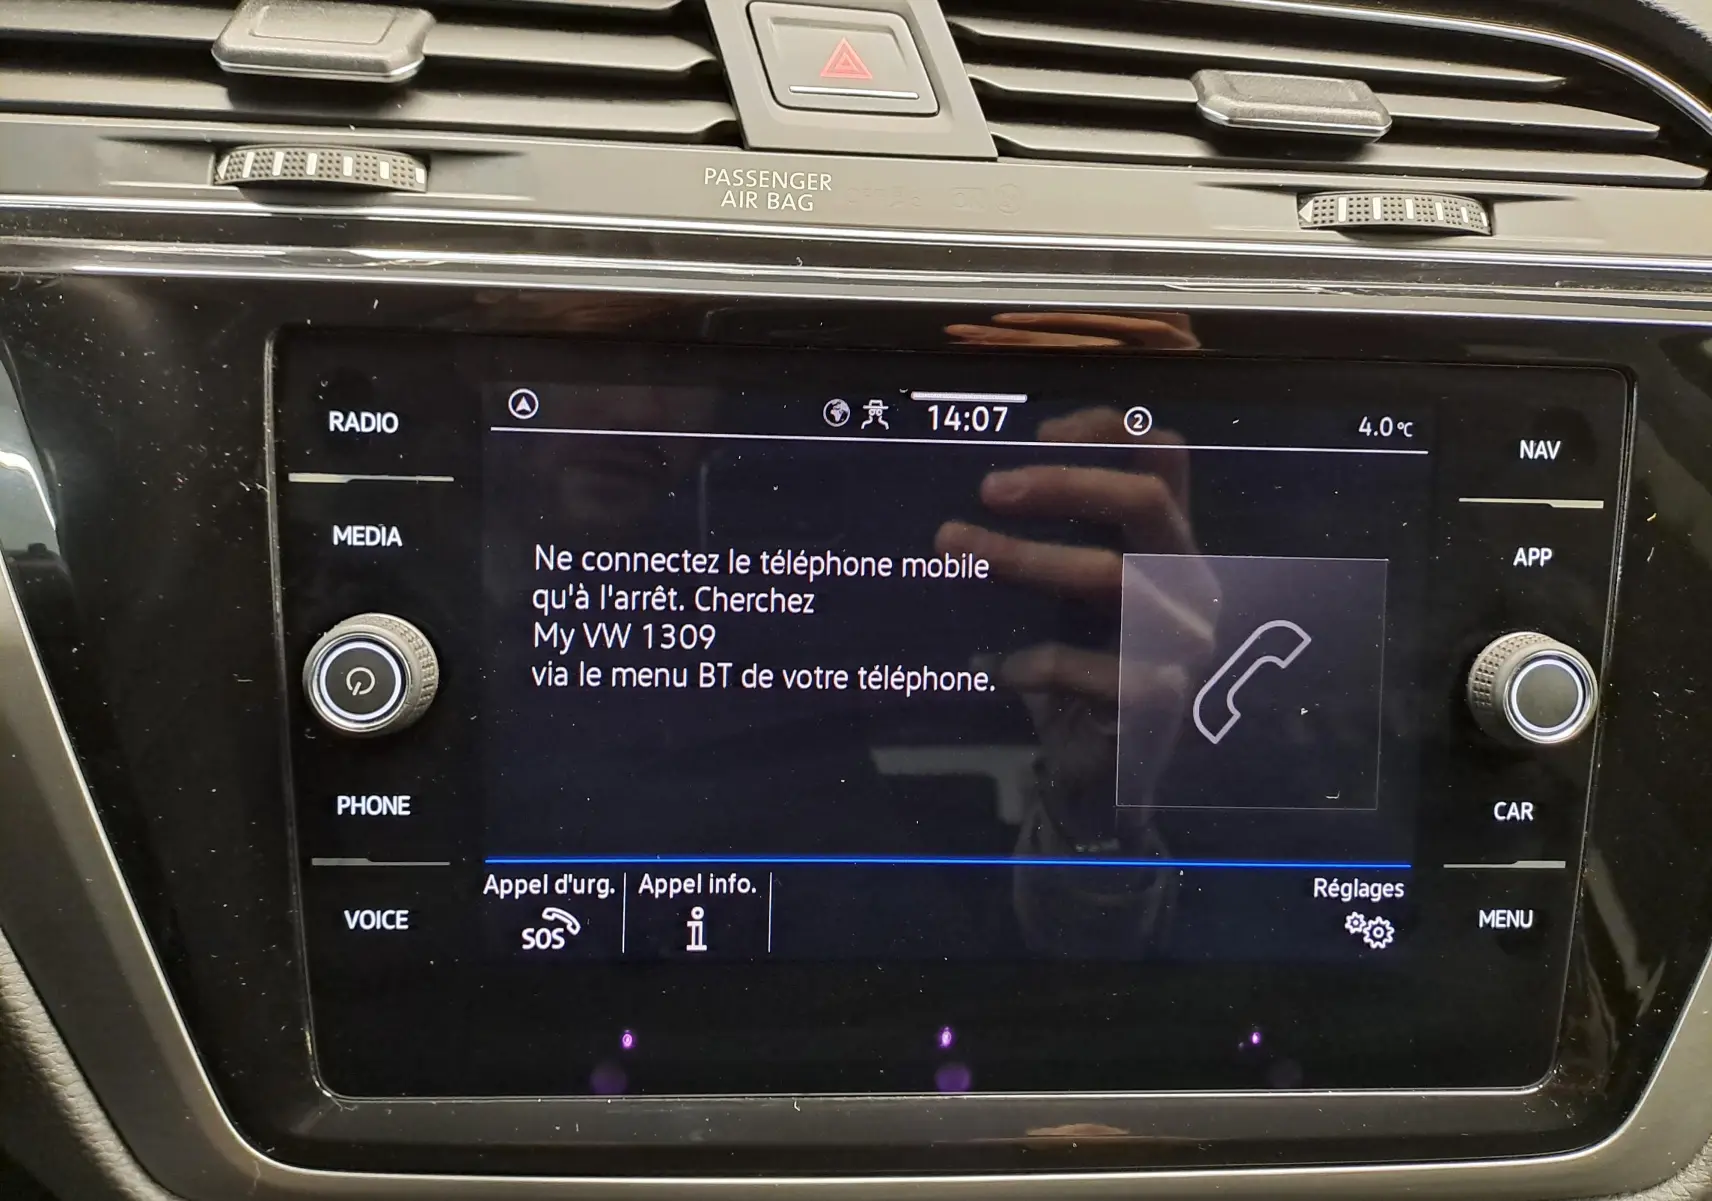 PASSENGER
AIR BAG
RADIO
14:07
2
4.0 °C
NAV
MEDIA
APP
Ne connectez le téléphone mobile
qu'à l'arrêt. Cherchez
My VW 1309
via le menu BT de votre téléphone.
PHONE
CAR
Appel d'urg.
Appel info.
Réglages
SOS
i
VOICE
MENU